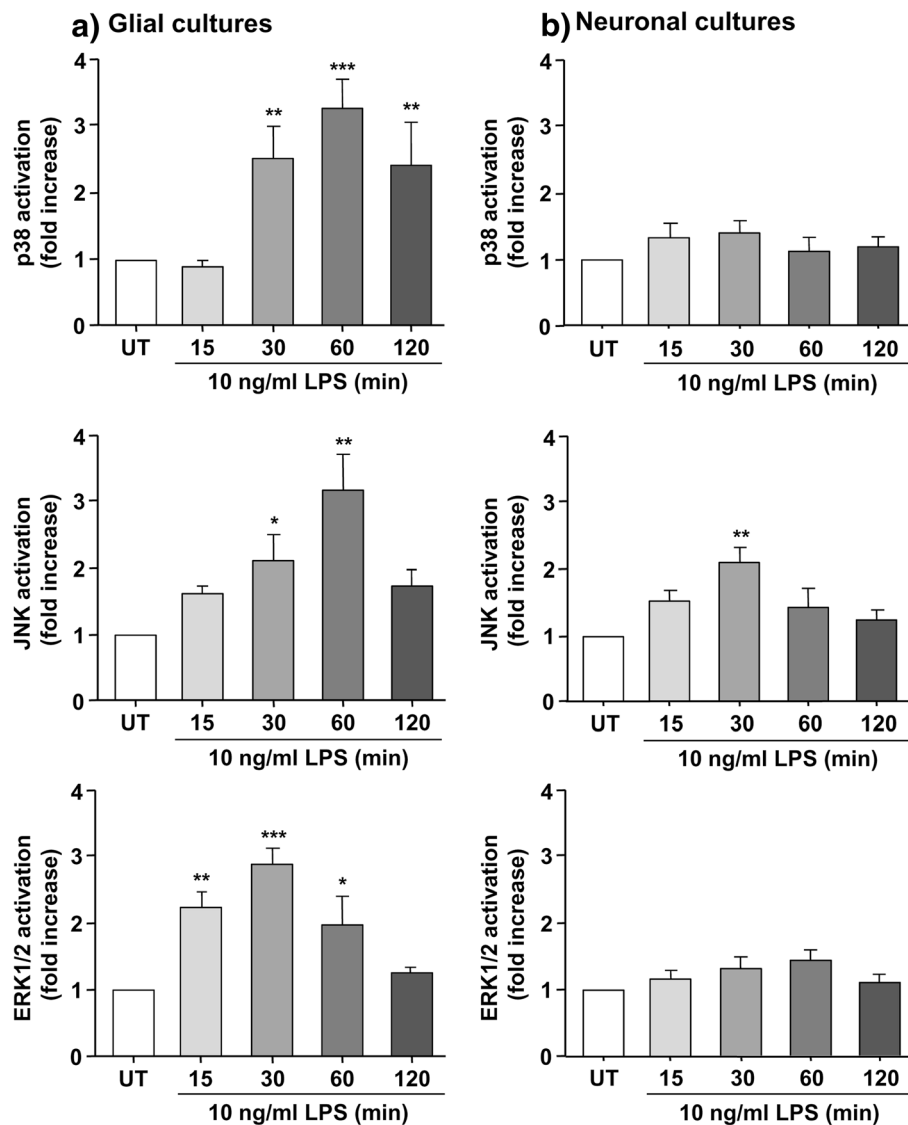 a) Glial cultures
p38 activation
(fold increase)
4
3
2
1
0
**
***
**
UT 15 30 60 120
10 ng/ml LPS (min)
b) Neuronal cultures
p38 activation
(fold increase)
4
3
2
1
0
UT 15 30 60 120
10 ng/ml LPS (min)
JNK activation
(fold increase)
4
3
2
1
0
*
**
UT 15 30 60 120
10 ng/ml LPS (min)
JNK activation
(fold increase)
4
3
2
1
0
**
UT 15 30 60 120
10 ng/ml LPS (min)
ERK1/2 activation
(fold increase)
4
3
2
1
0
**
***
*
UT 15 30 60 120
10 ng/ml LPS (min)
ERK1/2 activation
(fold increase)
4
3
2
1
0
UT 15 30 60 120
10 ng/ml LPS (min)